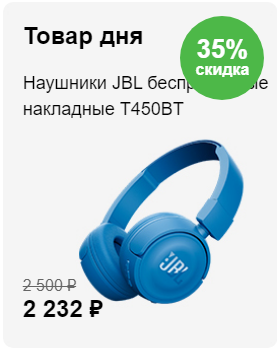 Товар дня
35%
скидка
Наушники JBL
накладные T450BT
JBL
2 500 ₽
2 232 ₽